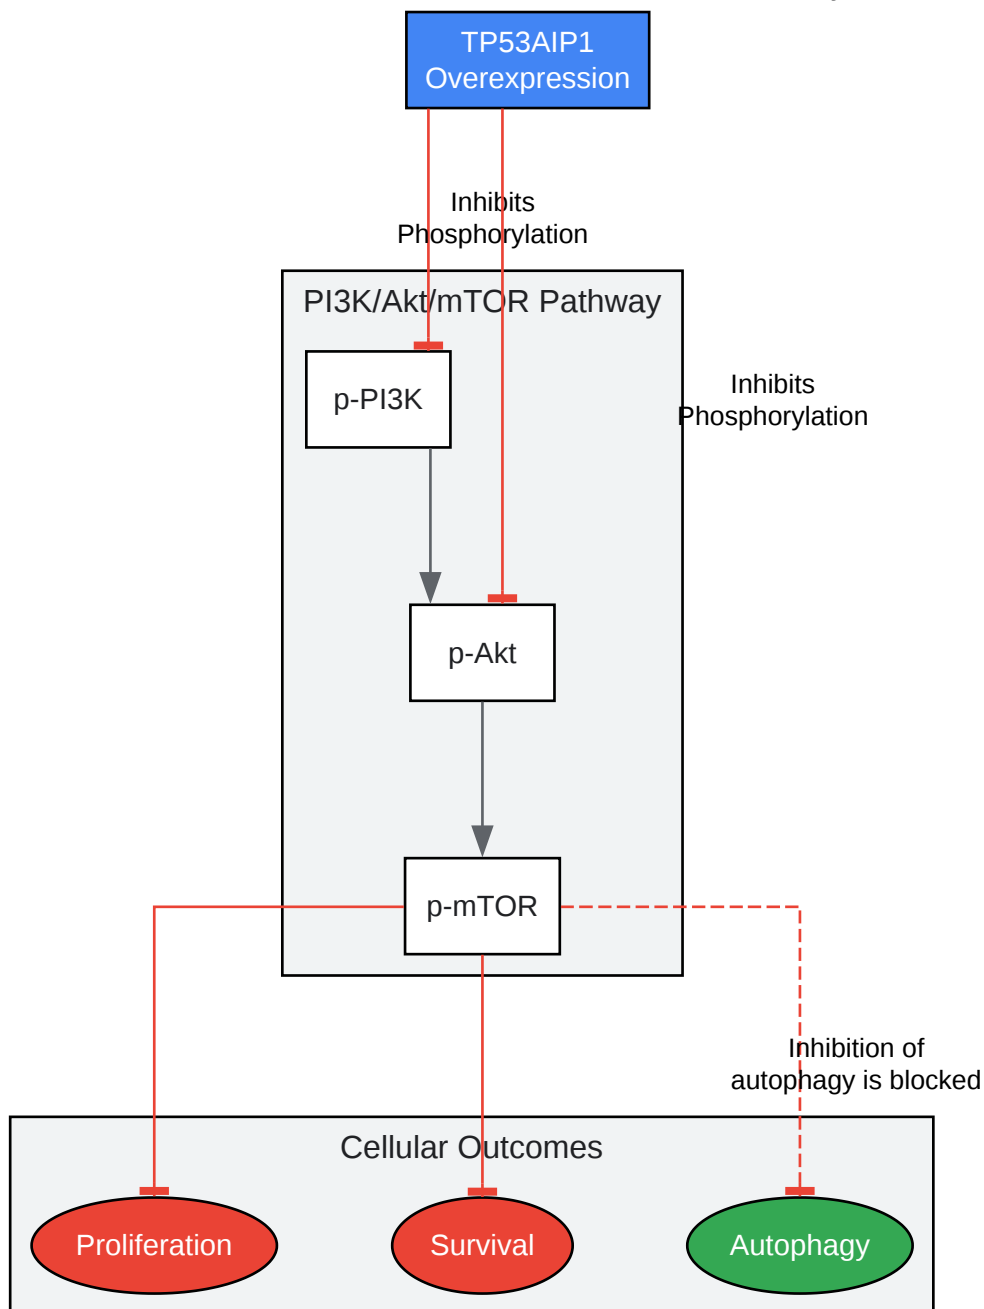 TP53AIP1
Overexpression
Inhibits
Phosphorylation
PI3K/Akt/mTOR Pathway
Inhibits
Phosphorylation
p-PI3K
p-Akt
p-mTOR
Inhibition of
autophagy is blocked
Cellular Outcomes
Proliferation
Survival
Autophagy